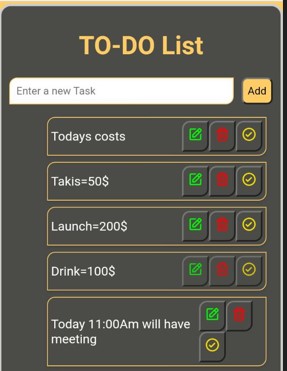 TO-DO List
Enter a new Task
Add
Todays costs
Takis=50$
Launch=200$
Drink=100$
Today 11:00Am will have
meeting